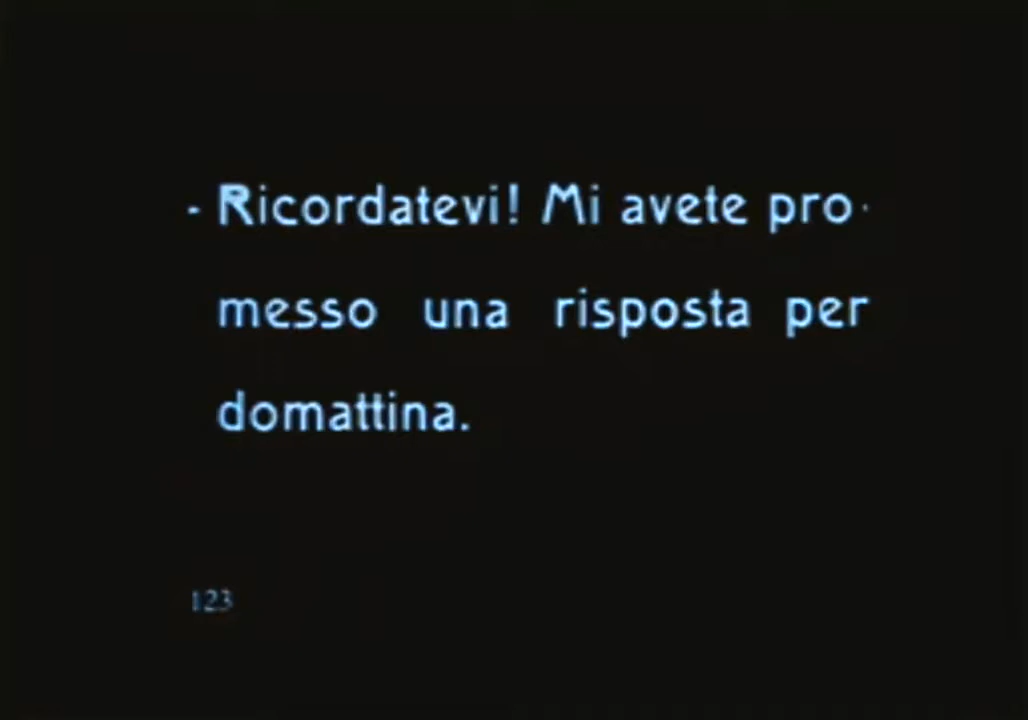 - Ricordatevi! Mi avete pro-
messo una risposta per
domattina.
123